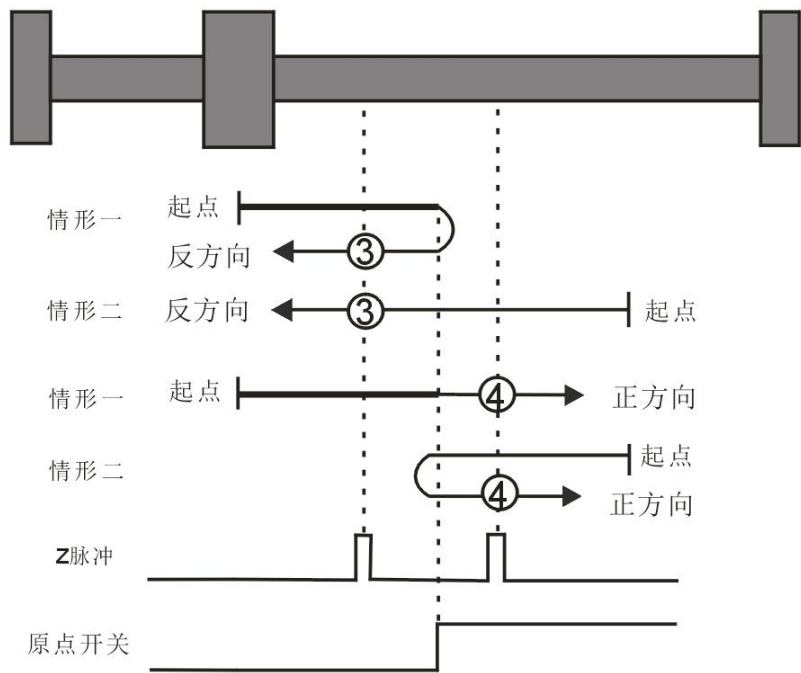 情形一 起点
反方向 ③
情形二 反方向 ③ 起点
情形一 起点 ④ 正方向
情形二 起点
④ 正方向
Z脉冲
原点开关